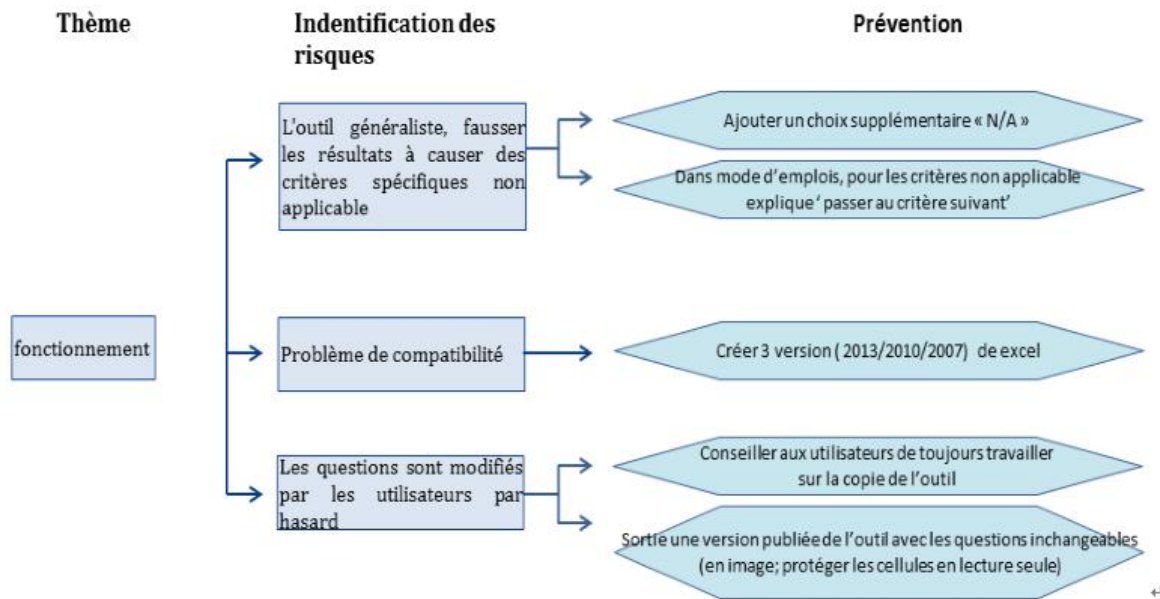 Thème
Indentification des
risques
Prévention
L'outil généraliste, fausser
les résultats à causer des
critères spécifiques non
applicable
Ajouter un choix supplémentaire « N/A »
Dans mode d'emplois, pour les critères non applicable
explique ‘ passer au critère suivant’
fonctionnement
Problème de compatibilité
Créer 3 version ( 2013/2010/2007) de excel
Les questions sont modifiés
par les utilisateurs par
hasard
Conseiller aux utilisateurs de toujours travailler
sur la copie de l'outil
Sortie une version publiée de l'outil avec les questions inchangeables
(en image; protéger les cellules en lecture seule)